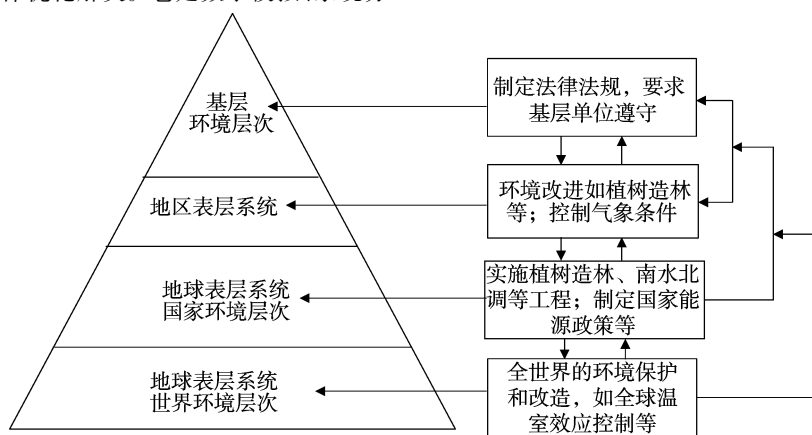 基层
环境层次
地区表层系统
地球表层系统
国家环境层次
地球表层系统
世界环境层次
制定法律法规，要求
基层单位遵守
环境改进如植树造林
等；控制气象条件
实施植树造林、南水北
调等工程；制定国家能
源政策等
全世界的环境保护
和改造，如全球温
室效应控制等